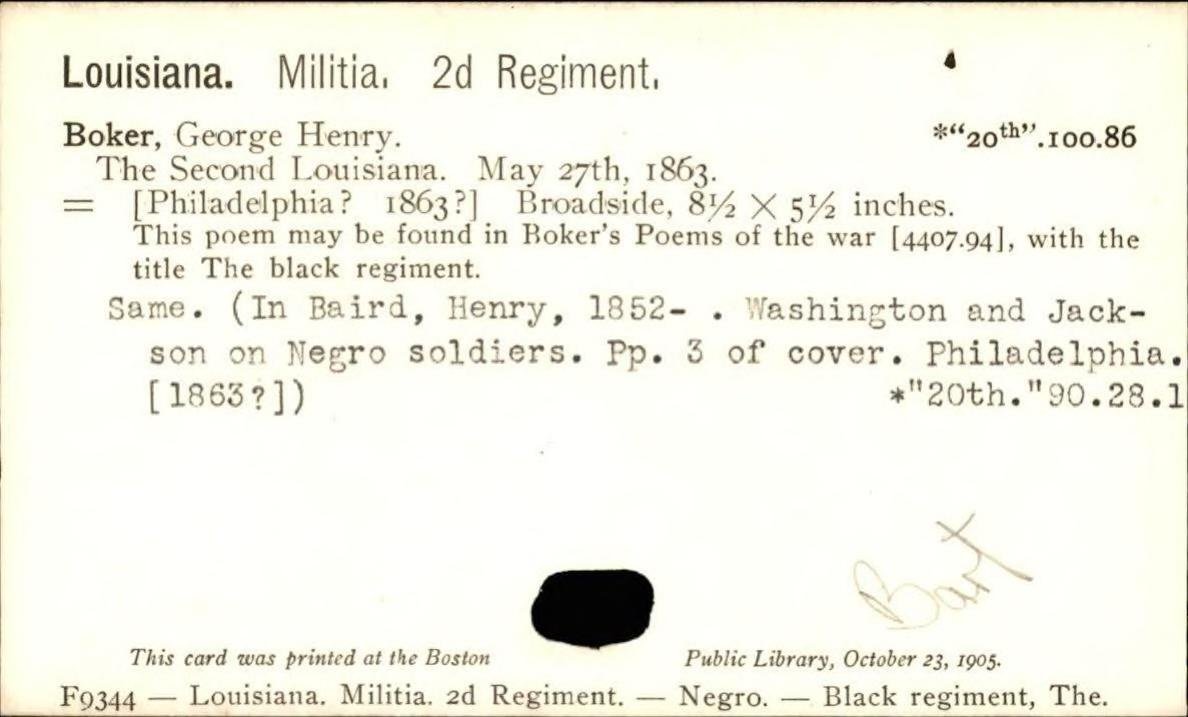 Louisiana. Militia. 2d Regiment.
Boker, George Henry. *“20th”.100.86
The Second Louisiana. May 27th, 1863.
= [Philadelphia? 1863?] Broadside, 8½ × 5½ inches.
This poem may be found in Boker's Poems of the war [4407.94], with the
title The black regiment.
Same. (In Baird, Henry, 1852- . Washington and Jack-
son on Negro soldiers. Pp. 3 of cover. Philadelphia.
[1863?]) *"20th."90.28.1
Bart
This card was printed at the Boston Public Library, October 23, 1905.
F9344 — Louisiana. Militia. 2d Regiment. — Negro. — Black regiment, The.